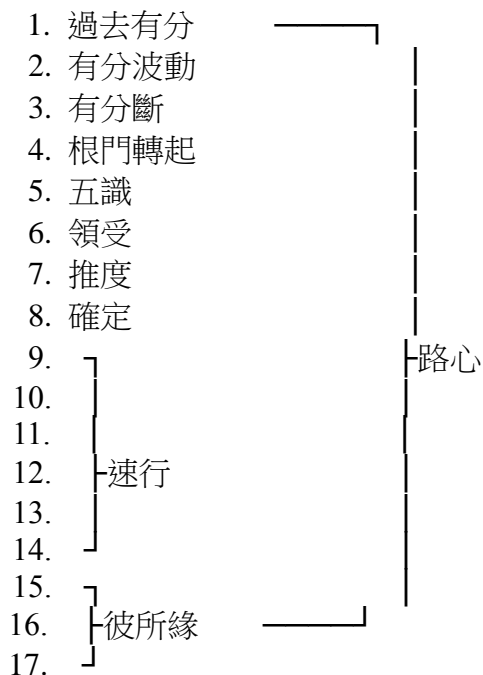 1. 過去有分
2. 有分波動
3. 有分斷
4. 根門轉起
5. 五識
6. 領受
7. 推度
8. 確定
9. 路心
10.
11.
12. 速行
13.
14.
15.
16. 彼所緣
17.